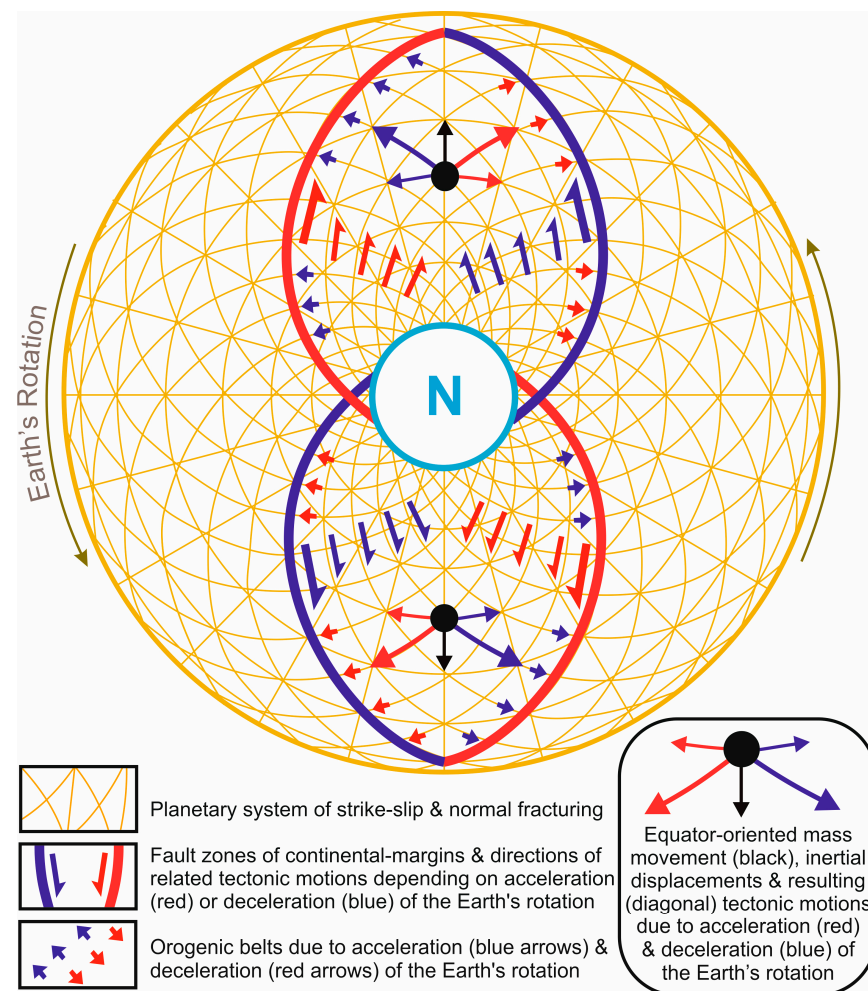 Earth's Rotation
N
Planetary system of strike-slip & normal fracturing
Fault zones of continental-margins & directions of
related tectonic motions depending on acceleration
(red) or deceleration (blue) of the Earth's rotation
Orogenic belts due to acceleration (blue arrows) &
deceleration (red arrows) of the Earth's rotation
Equator-oriented mass
movement (black), inertial
displacements & resulting
(diagonal) tectonic motions
due to acceleration (red)
& deceleration (blue) of
the Earth's rotation